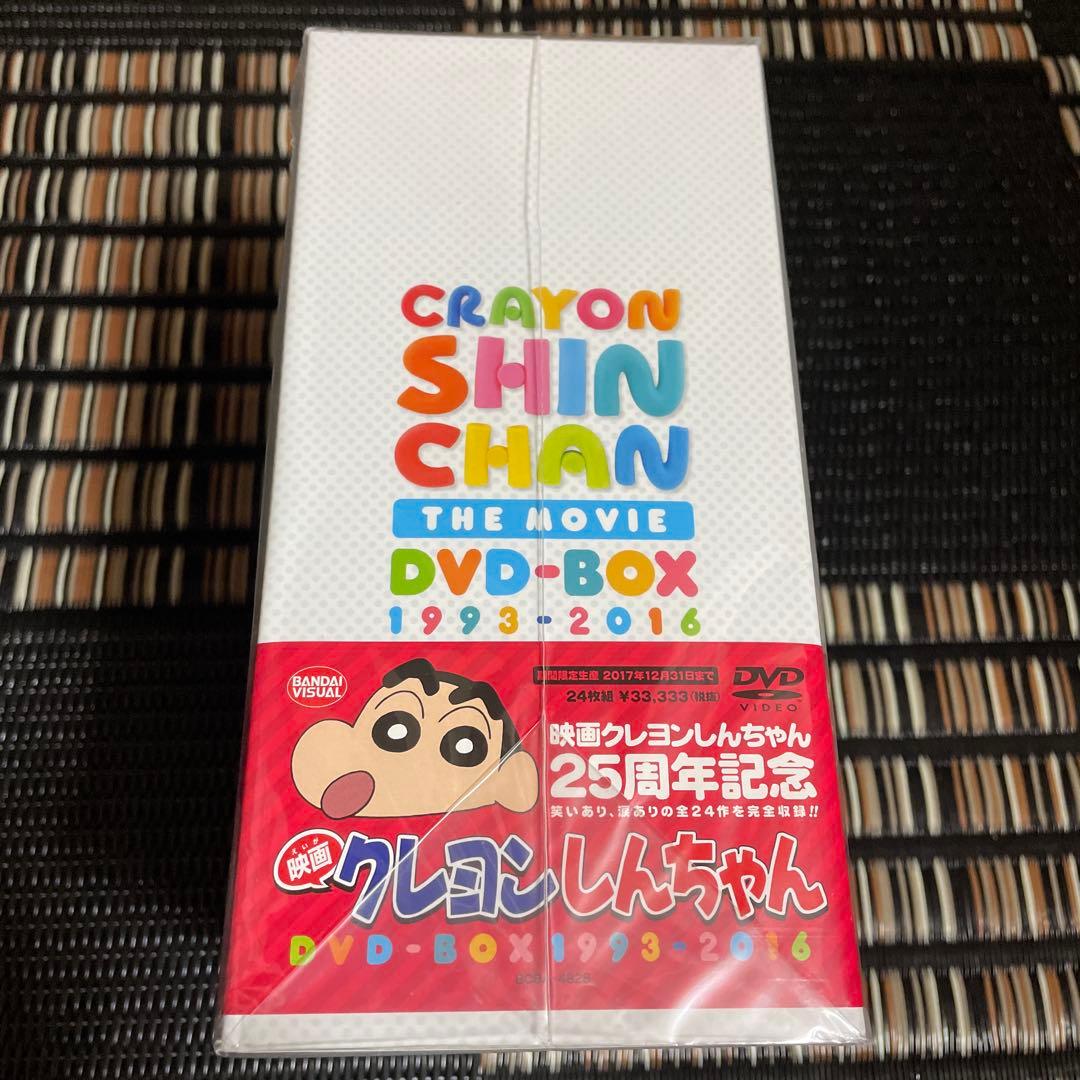 CRAYON
SHIN
CHAN
THE MOVIE
DVD-BOX
1993-2016
BANDAI
VISUAL
期間限定生産 2017年12月31日まで
24枚組 ¥33,333(税抜)
DVD
VIDEO
映画クレヨンしんちゃん
25周年記念
笑いあり、涙ありの全24作を完全収録!!
えいが
映画
クレヨンしんちゃん
DVD-BOX 1993-2016